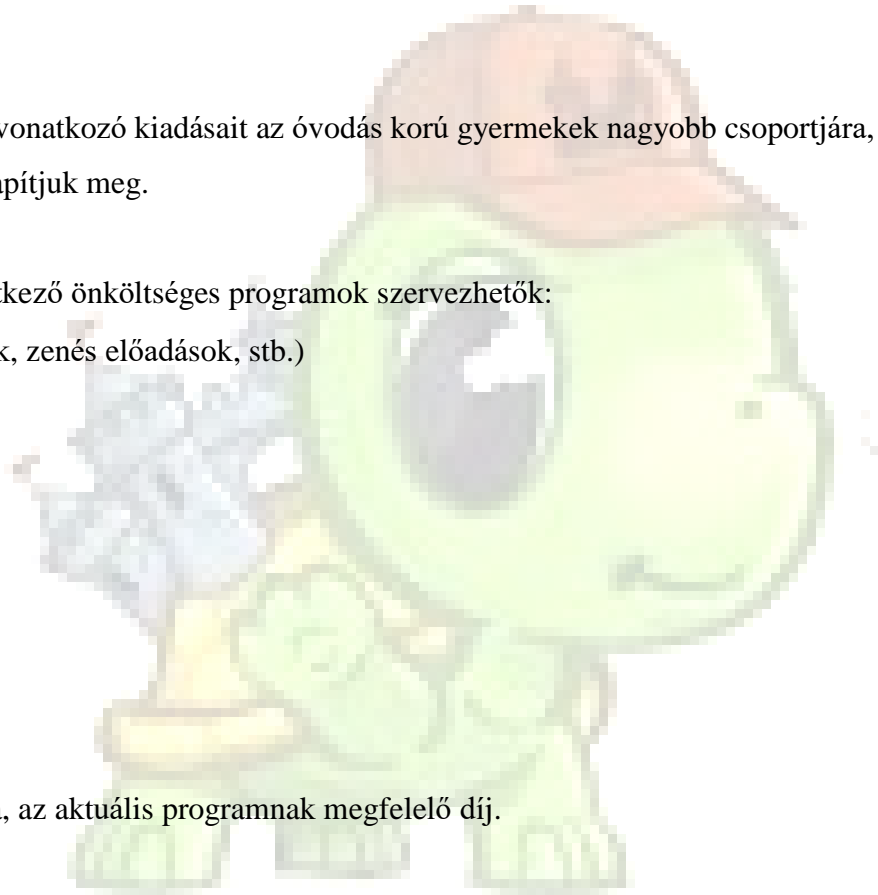 vonatkozó kiadásait az óvodás korú gyermekek nagyobb csoportjára,
apítjuk meg.
tkező önköltséges programok szervezhetők:
k, zenés előadások, stb.)
, az aktuális programnak megfelelő díj.